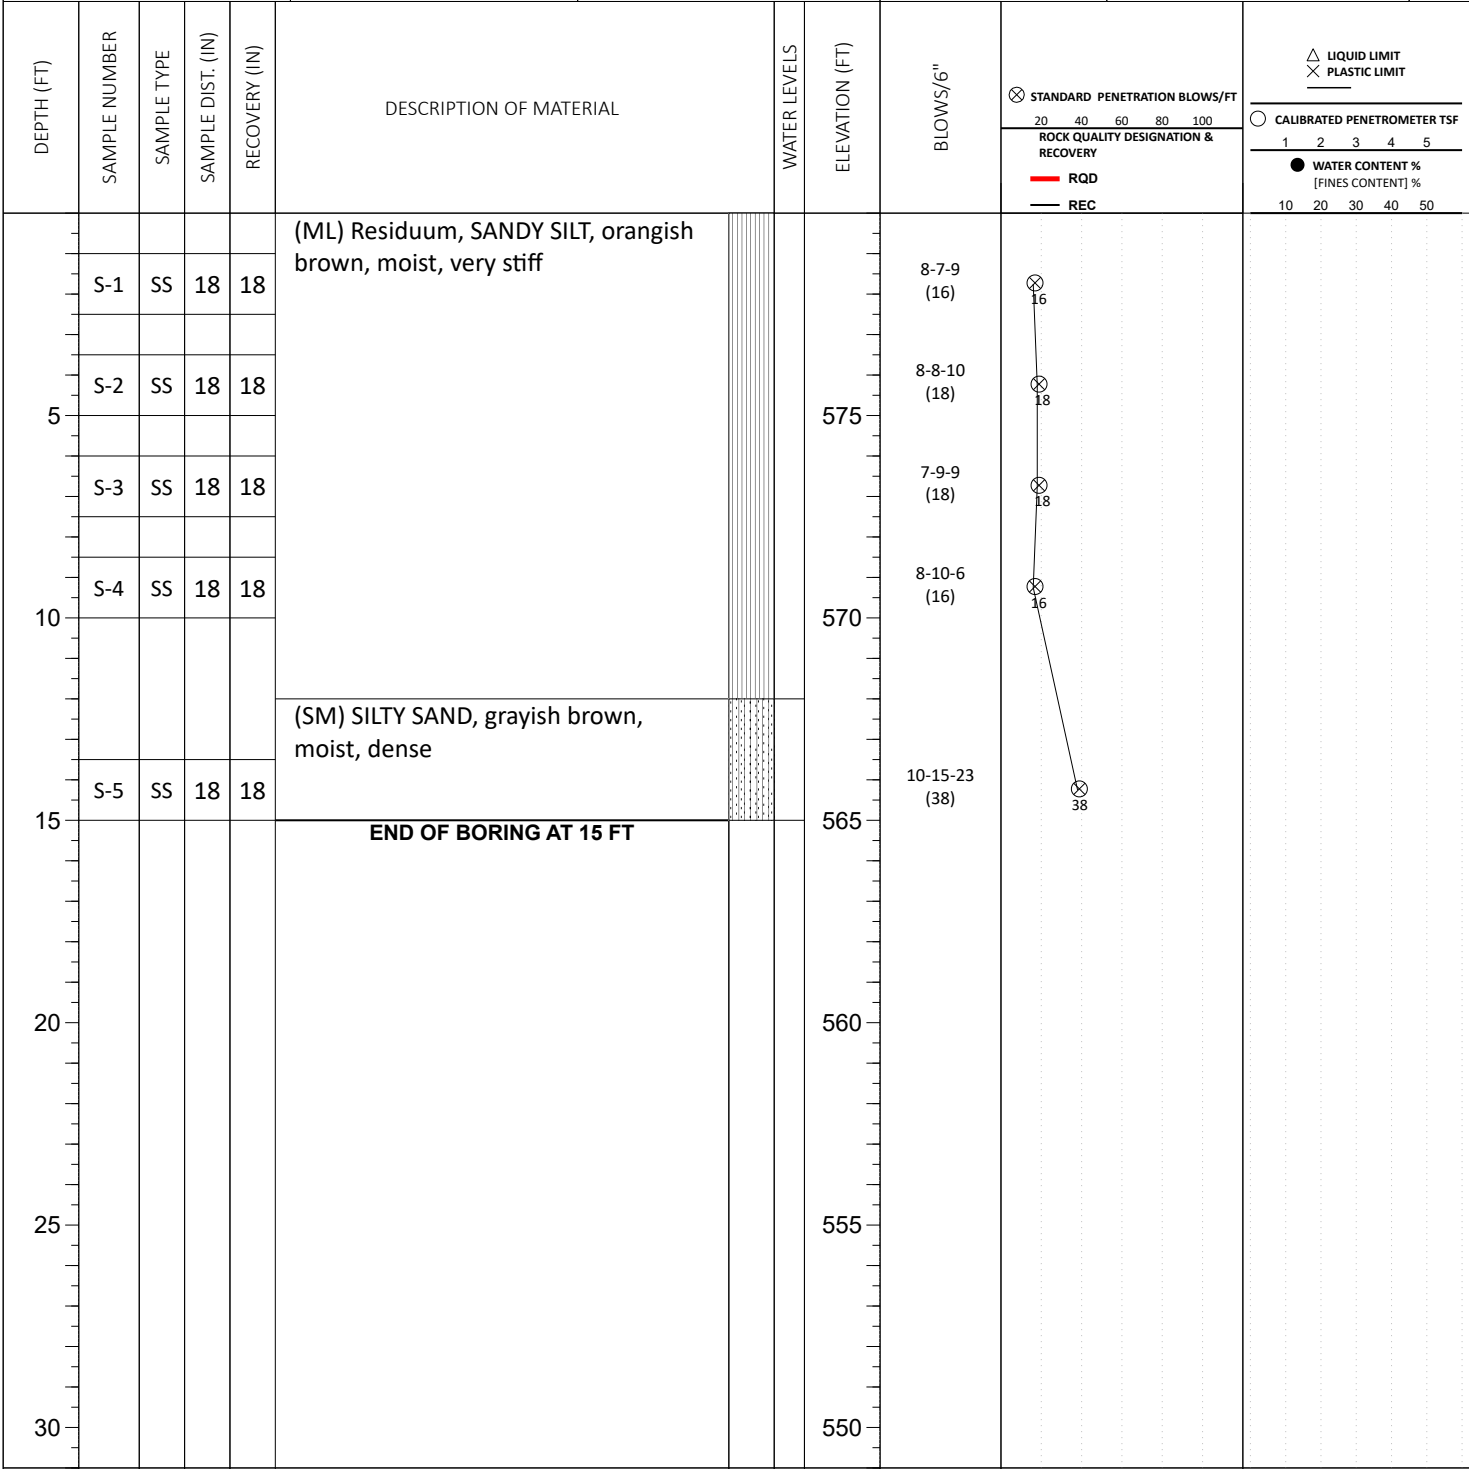 DEPTH (FT)
SAMPLE NUMBER
SAMPLE TYPE
SAMPLE DIST. (IN)
RECOVERY (IN)
DESCRIPTION OF MATERIAL
WATER LEVELS
ELEVATION (FT)
BLOWS/6"
STANDARD PENETRATION BLOWS/FT
20 40 60 80 100
ROCK QUALITY DESIGNATION &
RECOVERY
RQD
REC
LIQUID LIMIT
PLASTIC LIMIT
CALIBRATED PENETROMETER TSF
1 2 3 4 5
WATER CONTENT %
[FINES CONTENT] %
10 20 30 40 50
(ML) Residuum, SANDY SILT, orangish
brown, moist, very stiff
S-1 SS 18 18
8-7-9
(16)
16
S-2 SS 18 18
8-8-10
(18)
18
5
575
S-3 SS 18 18
7-9-9
(18)
18
S-4 SS 18 18
8-10-6
(16)
16
10
570
(SM) SILTY SAND, grayish brown,
moist, dense
S-5 SS 18 18
10-15-23
(38)
38
15
565
END OF BORING AT 15 FT
20
560
25
555
30
550